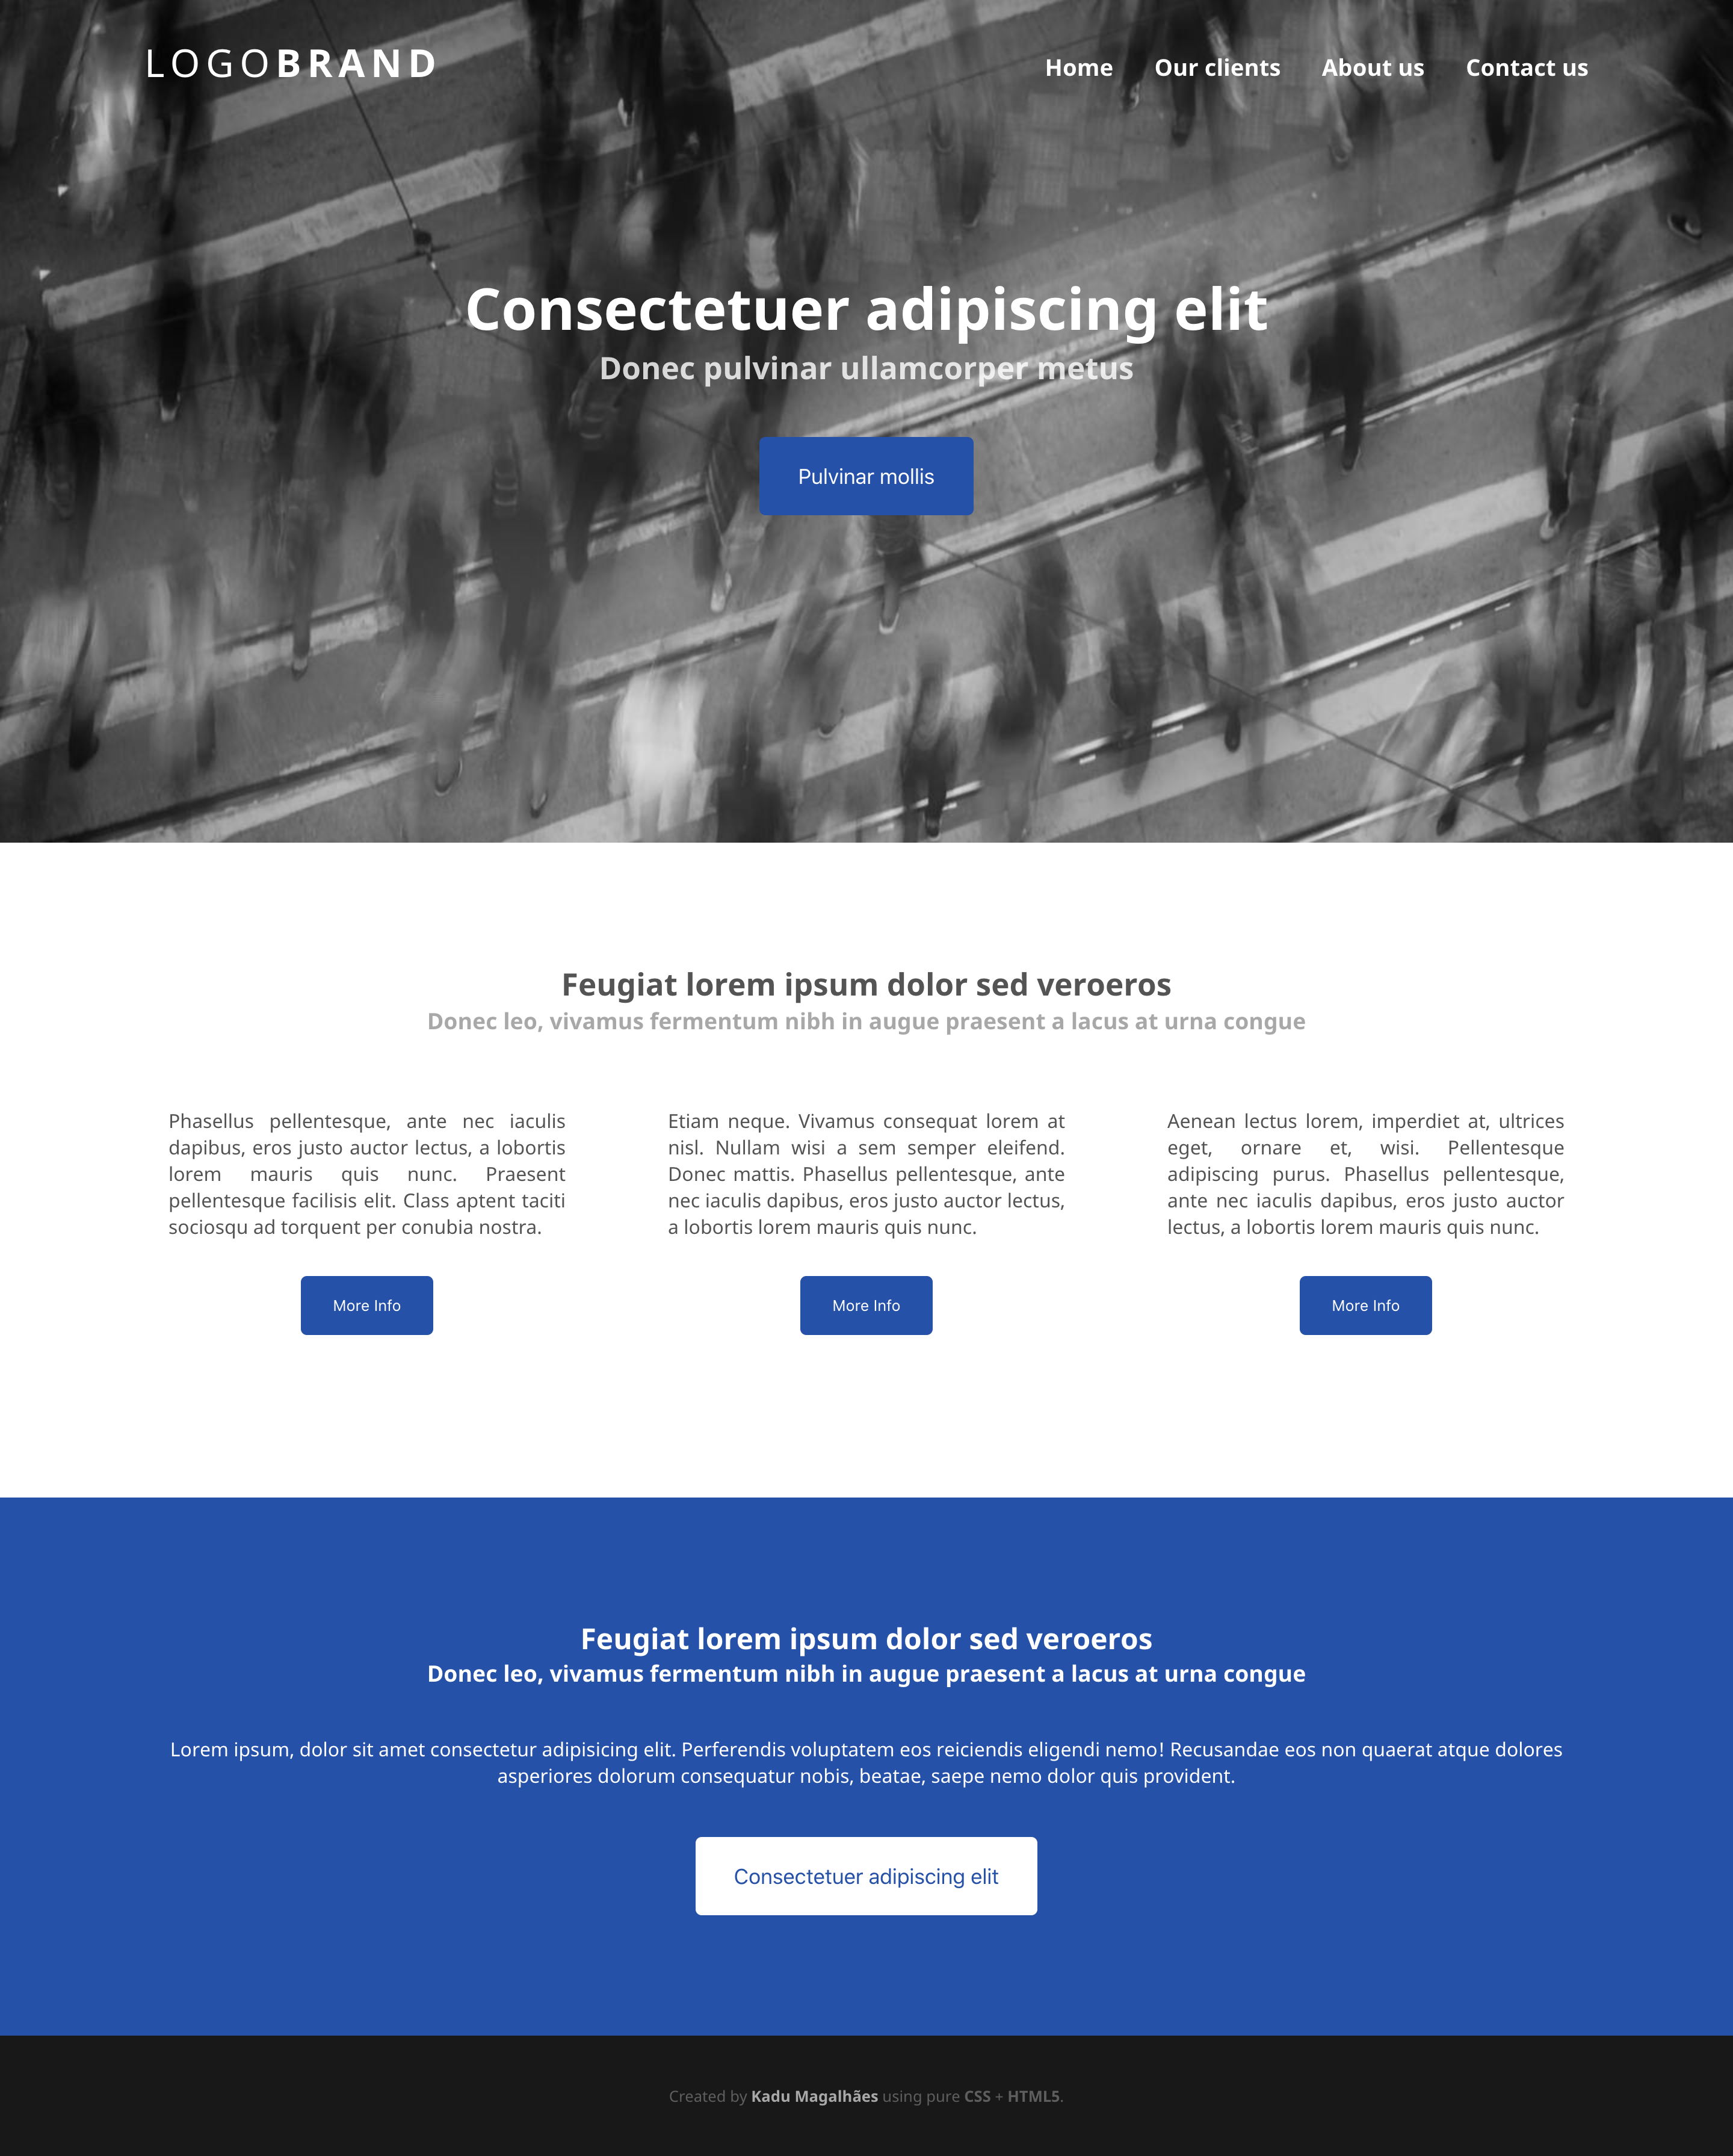 LOGOBRAND
Home Our clients About us Contact us
Consectetuer adipiscing elit
Donec pulvinar ullamcorper metus
Pulvinar mollis
Feugiat lorem ipsum dolor sed veroeros
Donec leo, vivamus fermentum nibh in augue praesent a lacus at urna congue
Phasellus pellentesque, ante nec iaculis
dapibus, eros justo auctor lectus, a lobortis
lorem mauris quis nunc. Praesent
pellentesque facilisis elit. Class aptent taciti
sociosqu ad torquent per conubia nostra.
More Info
Etiam neque. Vivamus consequat lorem at
nisl. Nullam wisi a sem semper eleifend.
Donec mattis. Phasellus pellentesque, ante
nec iaculis dapibus, eros justo auctor lectus,
a lobortis lorem mauris quis nunc.
More Info
Aenean lectus lorem, imperdiet at, ultrices
eget, ornare et, wisi. Pellentesque
adipiscing purus. Phasellus pellentesque,
ante nec iaculis dapibus, eros justo auctor
lectus, a lobortis lorem mauris quis nunc.
More Info
Feugiat lorem ipsum dolor sed veroeros
Donec leo, vivamus fermentum nibh in augue praesent a lacus at urna congue
Lorem ipsum, dolor sit amet consectetur adipisicing elit. Perferendis voluptatem eos reiciendis eligendi nemo! Recusandae eos non quaerat atque dolores
asperiores dolorum consequatur nobis, beatae, saepe nemo dolor quis provident.
Consectetuer adipiscing elit
Created by Kadu Magalhães using pure CSS + HTML5.